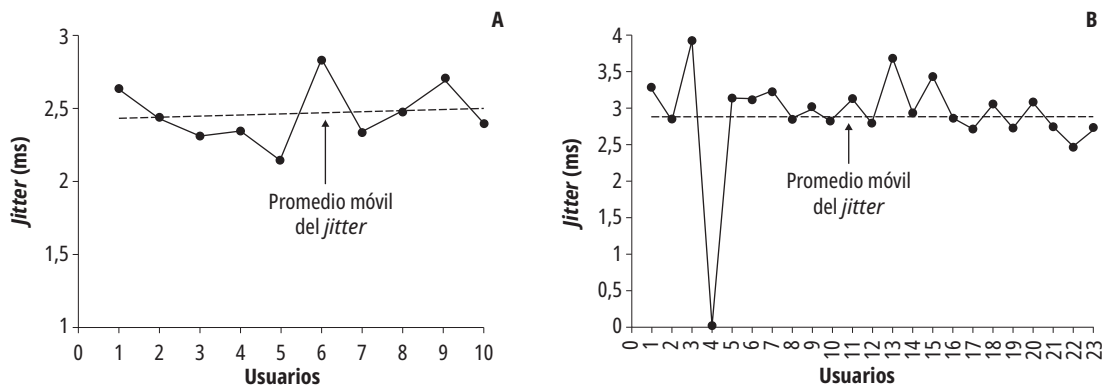 A
3
2,5
2
1,5
1
Jitter (ms)
Promedio móvil
del jitter
0 1 2 3 4 5 6 7 8 9 10
Usuarios
B
4
3,5
3
2,5
2
1,5
1
0,5
0
Jitter (ms)
Promedio móvil
del jitter
0 1 2 3 4 5 6 7 8 9 10 11 12 13 14 15 16 17 18 19 20 21 22 23
Usuarios